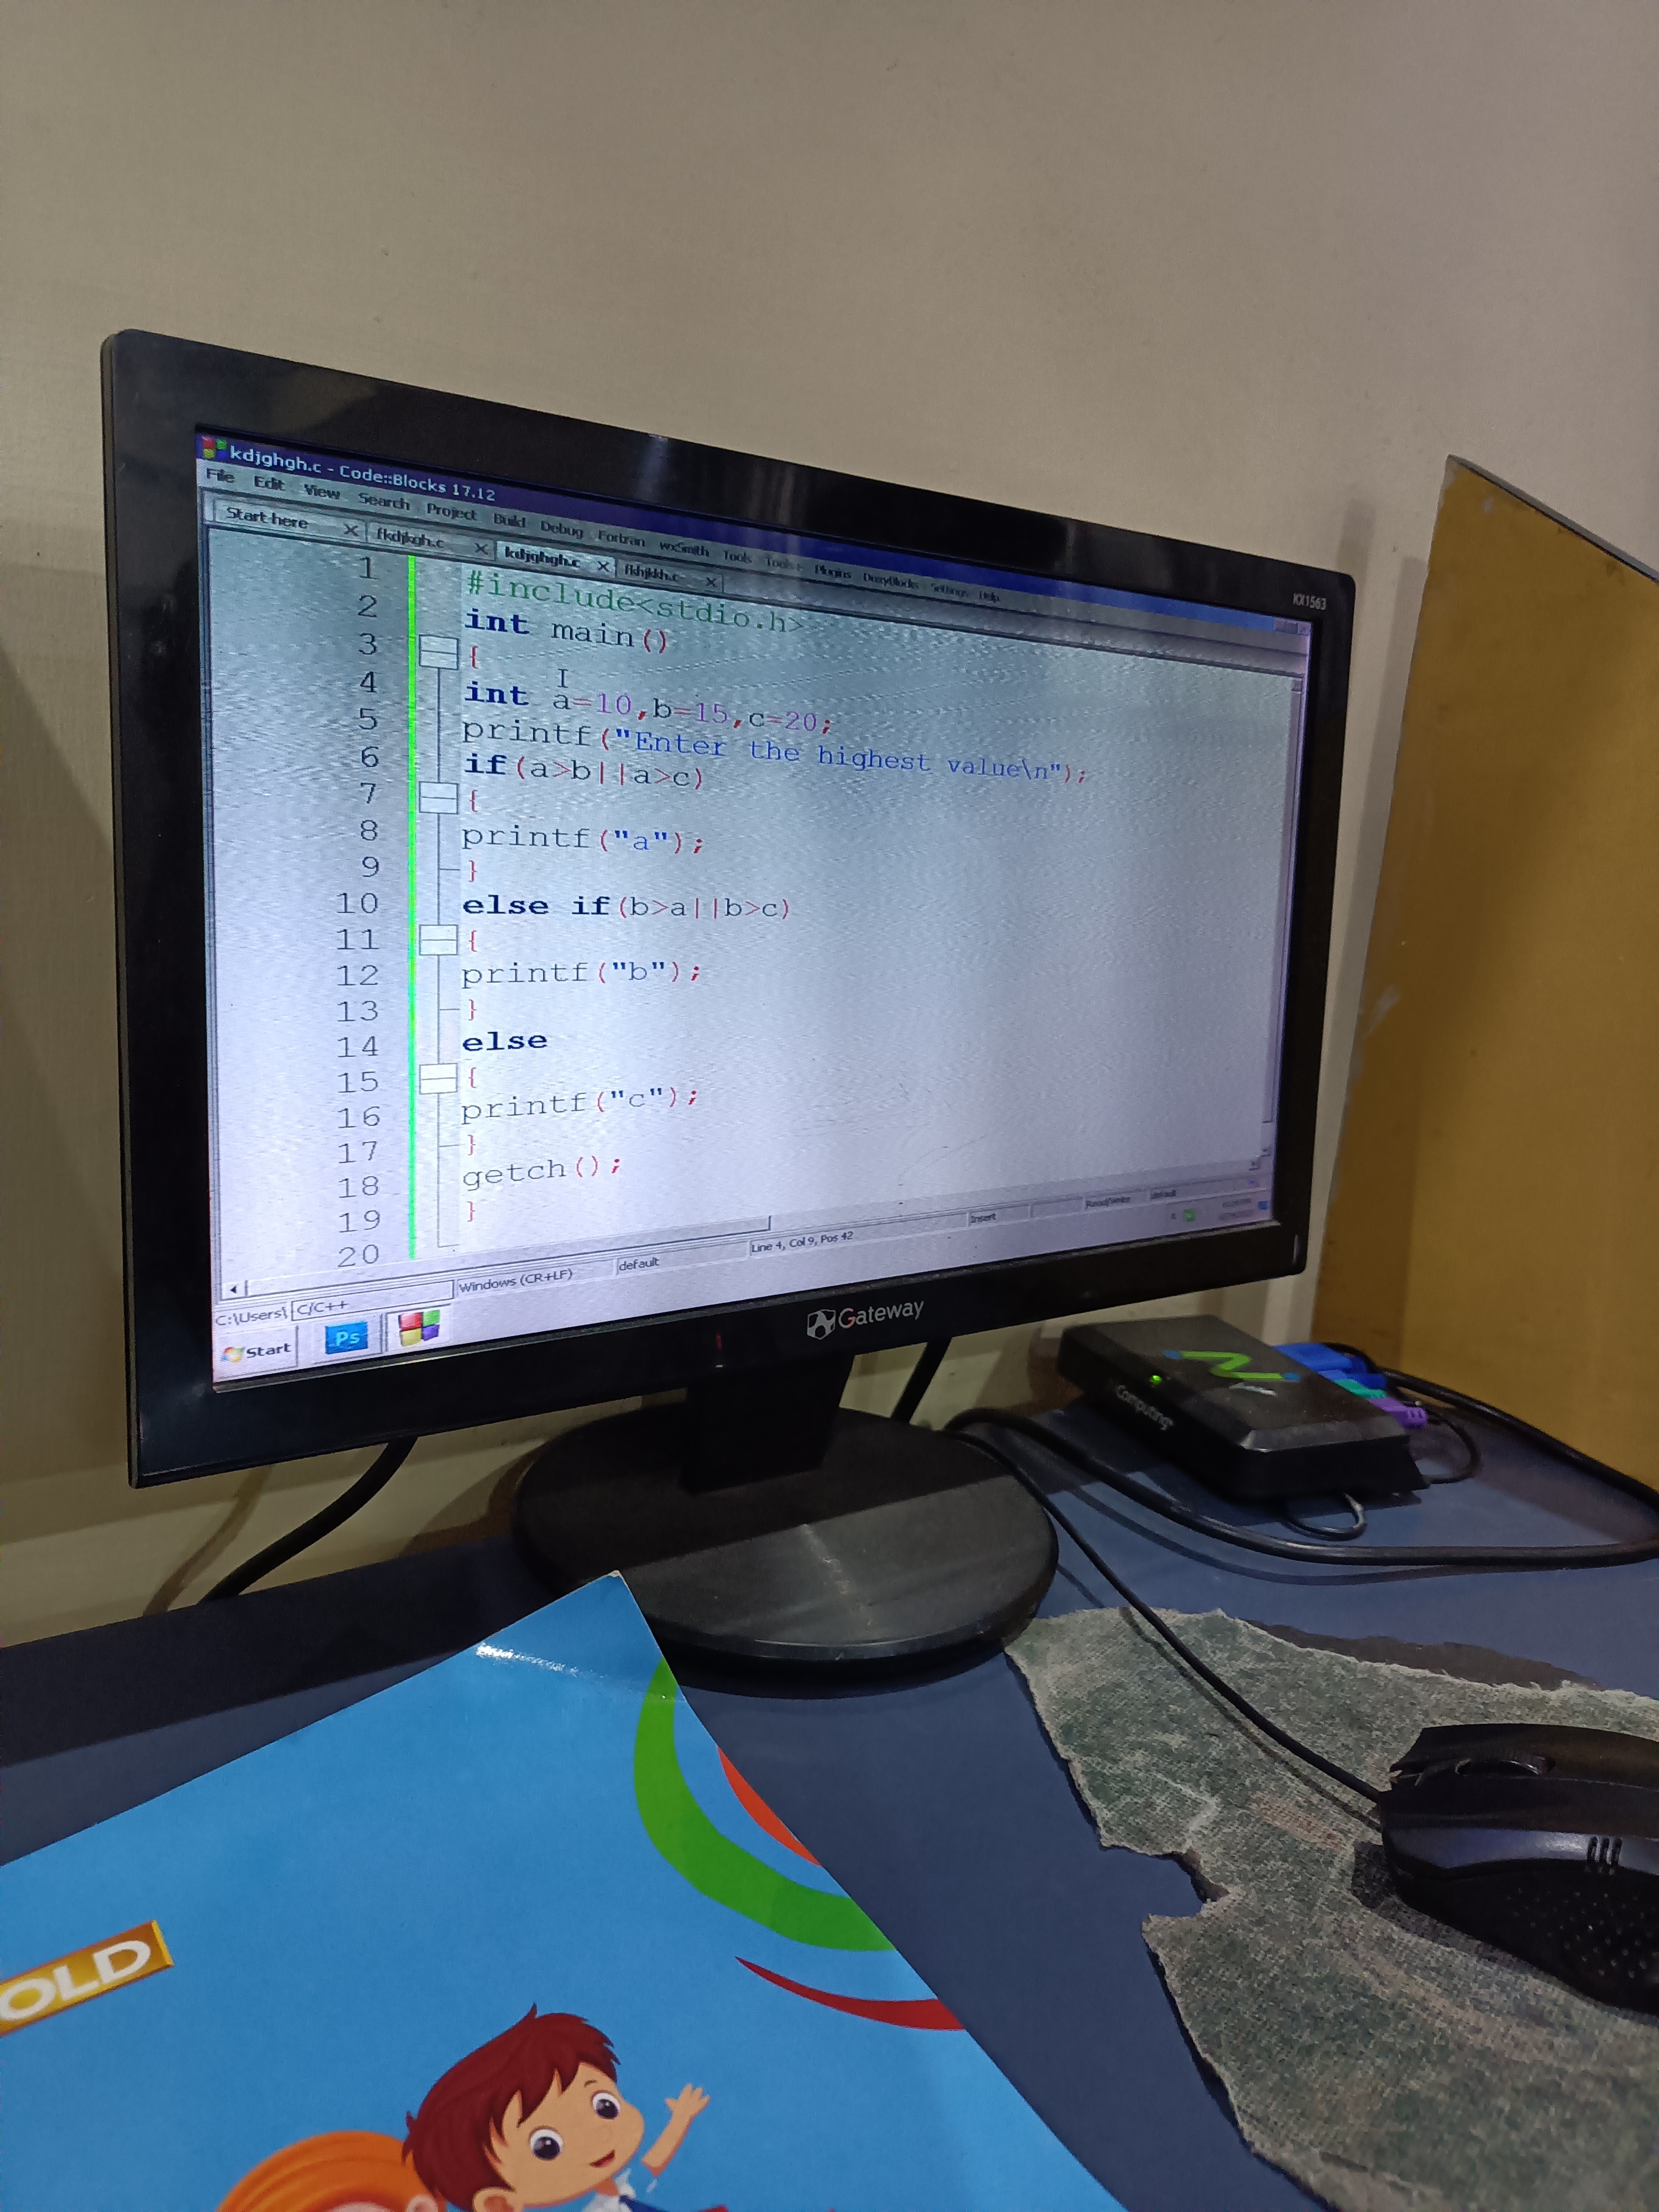 kdjghgh.c - Code::Blocks 17.12
File Edit View Search Project Build Debug Fortran wxSmith Tools Tools+ Plugins DoxyBlocks Settings Help
Start here fkdjkgh.c kdjghgh.c fkhjkkh.c
KX1563
1 #include<stdio.h>
2 int main()
3 {
4 int a=10,b=15,c=20;
5 printf("Enter the highest value\n");
6 if(a>b||a>c)
7 {
8 printf("a");
9 }
10 else if(b>a||b>c)
11 {
12 printf("b");
13 }
14 else
15 {
16 printf("c");
17 }
18 getch();
19 }
20
C:\Users\ C/C++ Windows (CR+LF) default Line 4, Col 9, Pos 42 Insert Read/Write default
Start Ps
Gateway
Computing
OLD